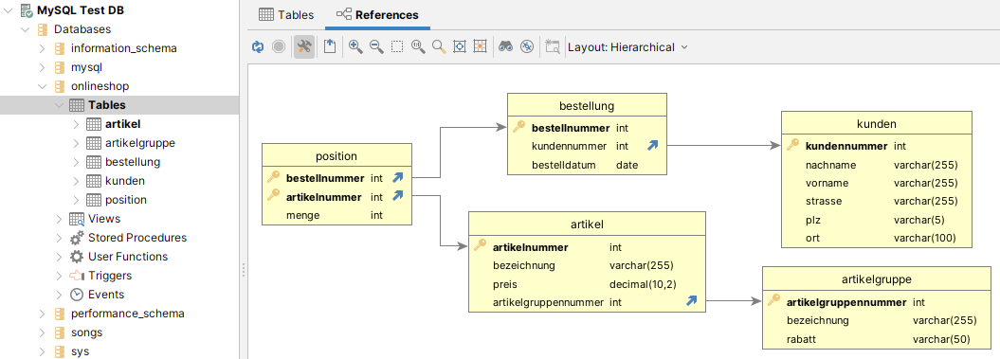 MySQL Test DB
Databases
information_schema
mysql
onlineshop
Tables
artikel
artikelgruppe
bestellung
kunden
position
Views
Stored Procedures
User Functions
Triggers
Events
performance_schema
songs
sys
Tables
References
Layout: Hierarchical
position
bestellnummer int
artikelnummer int
menge int
bestellung
bestellnummer int
kundennummer int
bestelldatum date
artikel
artikelnummer int
bezeichnung varchar(255)
preis decimal(10,2)
artikelgruppennummer int
kunden
kundennummer int
nachname varchar(255)
vorname varchar(255)
strasse varchar(255)
plz varchar(5)
ort varchar(100)
artikelgruppe
artikelgruppennummer int
bezeichnung varchar(255)
rabatt varchar(50)